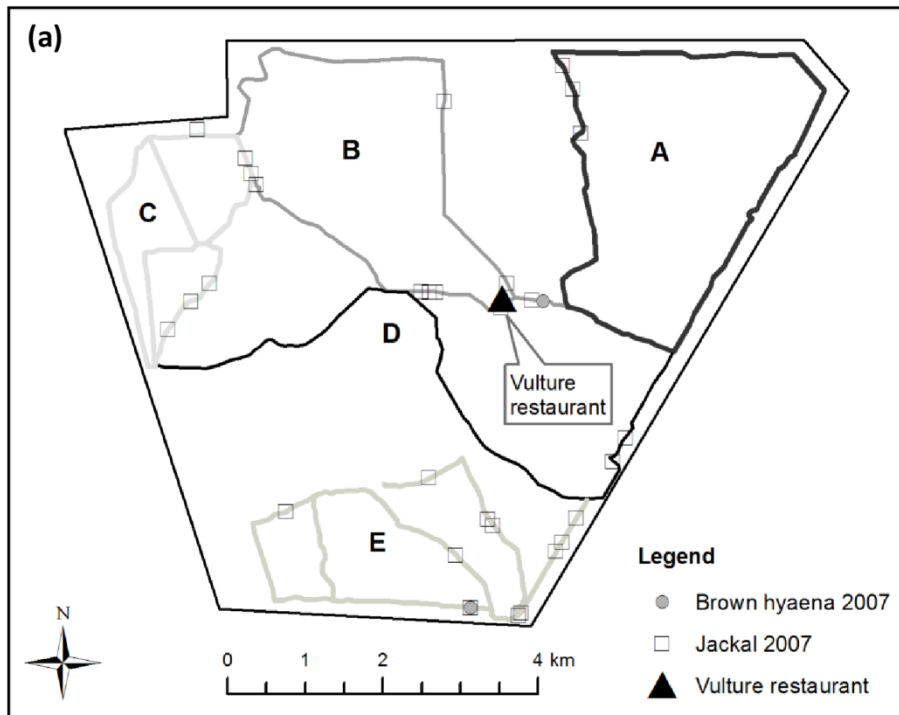 (a)
A
B
C
D
Vulture
restaurant
E
N
0 1 2 4 km
Legend
Brown hyaena 2007
Jackal 2007
Vulture restaurant